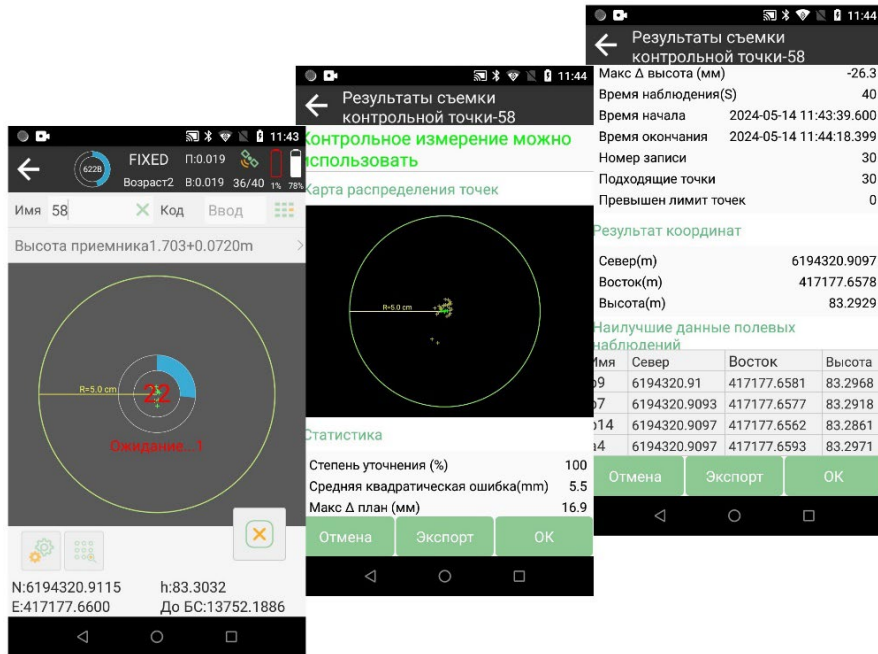 11:43
FIXED П:0.019
6228
Возраст2 В:0.019 36/40 1% 78%
Имя 58 Код Ввод
Высота приемника1.703+0.0720m
R=5.0 cm
22
Ожидание...1
N:6194320.9115 h:83.3032
E:417177.6600 До БС:13752.1886
11:44
Результаты съемки
контрольной точки-58
Контрольное измерение можно
использовать
Карта распределения точек
R=5.0 cm
Статистика
Степень уточнения (%) 100
Средняя квадратическая ошибка(mm) 5.5
Макс Δ план (мм) 16.9
Отмена Экспорт ОК
11:44
Результаты съемки
контрольной точки-58
Макс Δ высота (мм) -26.3
Время наблюдения(S) 40
Время начала 2024-05-14 11:43:39.600
Время окончания 2024-05-14 11:44:18.399
Номер записи 30
Подходящие точки 30
Превышен лимит точек 0
Результат координат
Север(m) 6194320.9097
Восток(m) 417177.6578
Высота(m) 83.2929
Наилучшие данные полевых
наблюдений
Имя Север Восток Высота
6194320.91 417177.6581 83.2968
6194320.9093 417177.6577 83.2918
6194320.9097 417177.6562 83.2861
6194320.9097 417177.6593 83.2971
Отмена Экспорт ОК